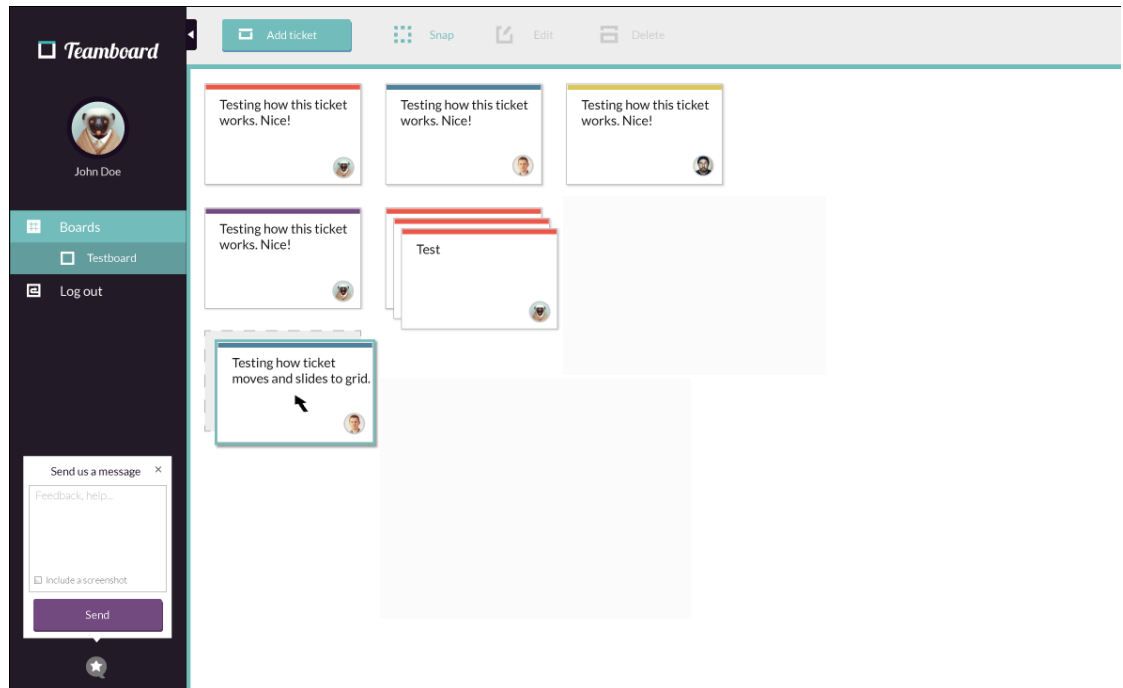 Teamboard
John Doe
Boards
Testboard
Log out
Send us a message ×
Feedback, help...
Include a screenshot
Send
Add ticket
Snap
Edit
Delete
Testing how this ticket
works. Nice!
Testing how this ticket
works. Nice!
Testing how this ticket
works. Nice!
Testing how this ticket
works. Nice!
Test
Testing how ticket
moves and slides to grid.